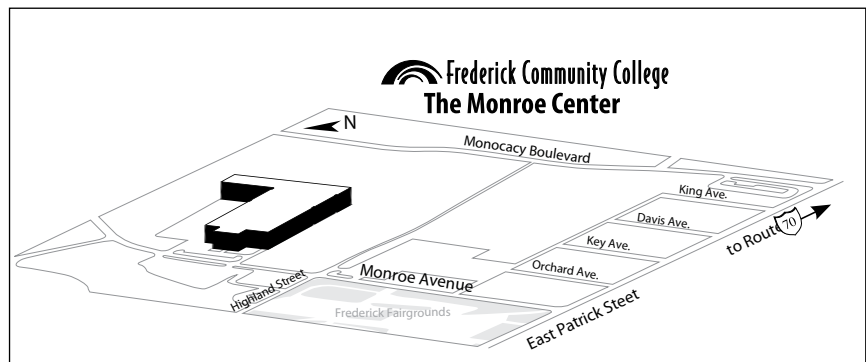 Frederick Community College
The Monroe Center
N
Monocacy Boulevard
King Ave.
Davis Ave.
to Route
70
Key Ave.
Orchard Ave.
Monroe Avenue
Highland Street
Frederick Fairgrounds
East Patrick Steet